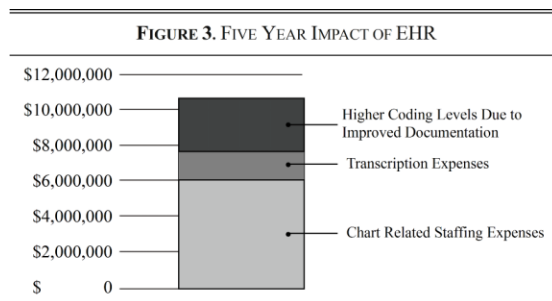 FIGURE 3. FIVE YEAR IMPACT OF EHR
$12,000,000
$10,000,000
$8,000,000
$6,000,000
$4,000,000
$2,000,000
$ 0
Higher Coding Levels Due to
Improved Documentation
Transcription Expenses
Chart Related Staffing Expenses